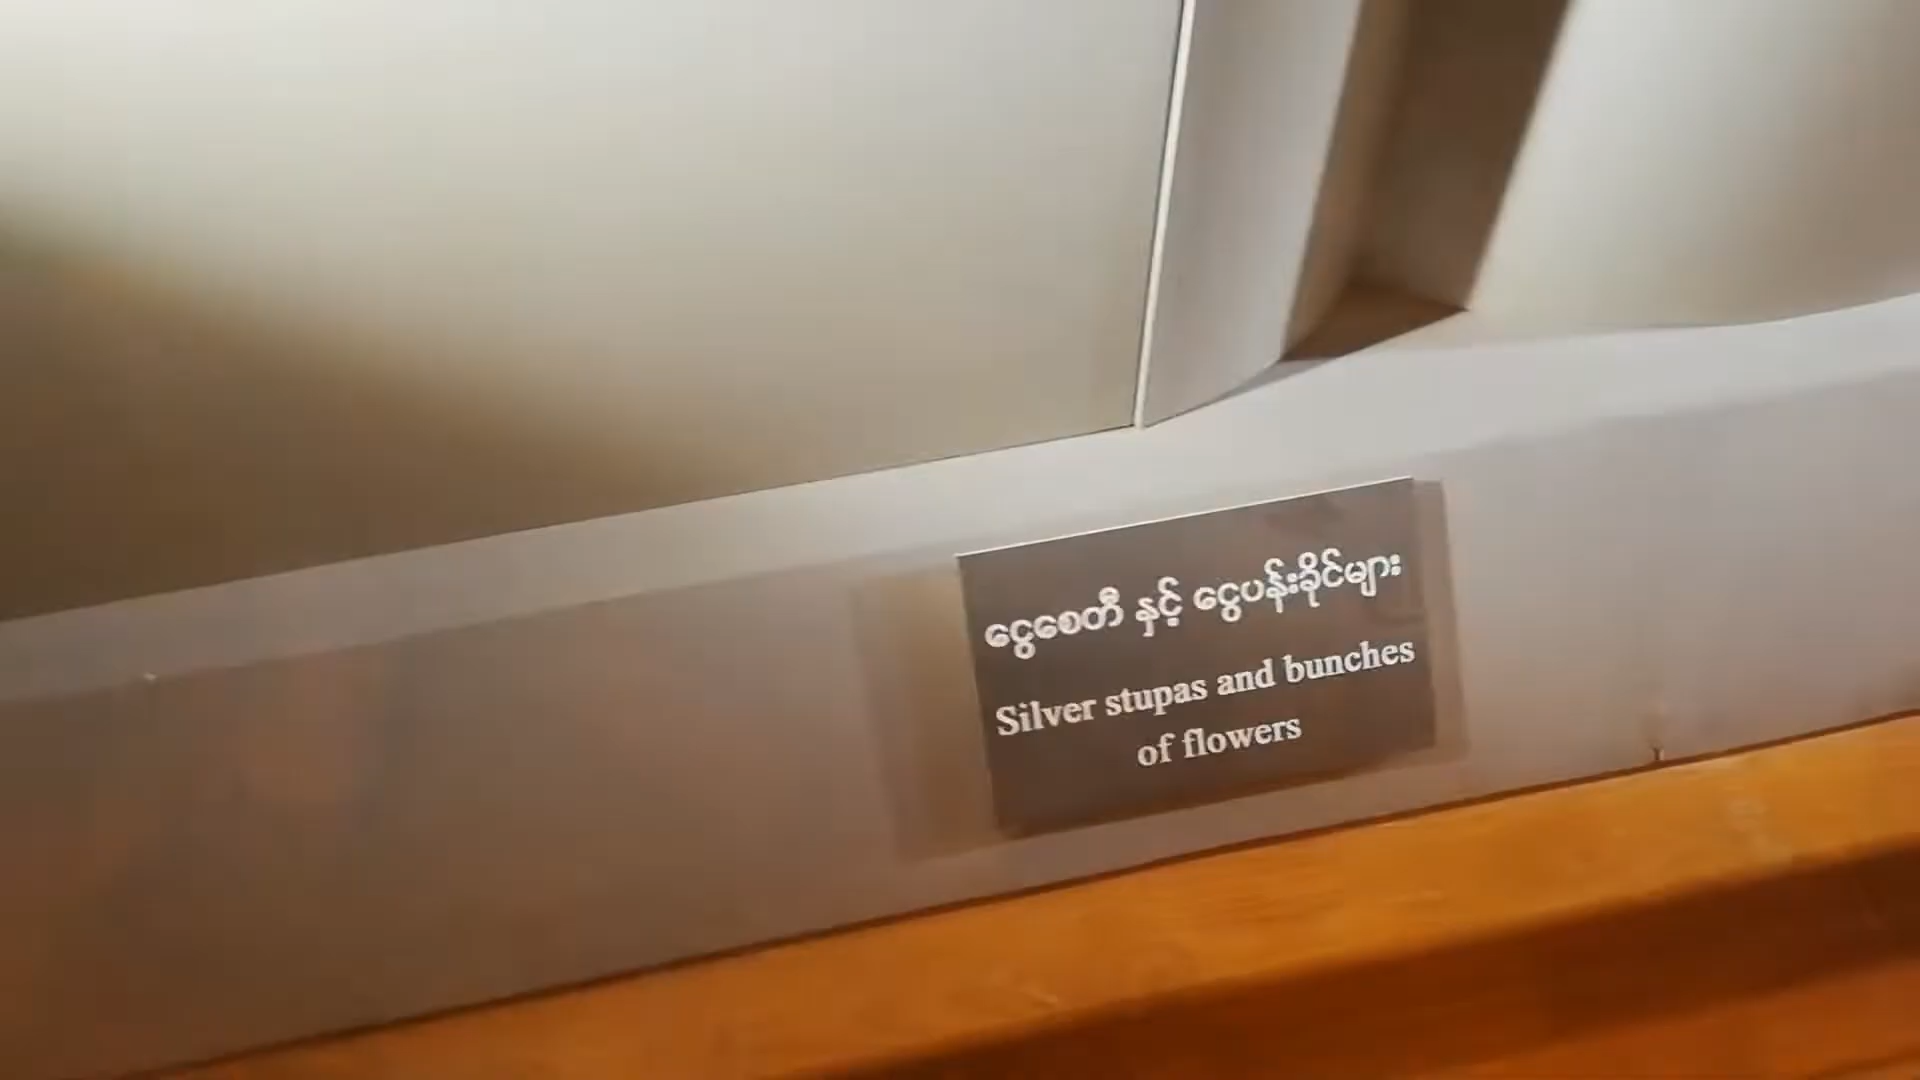 ငွေစေတီ နှင့် ငွေပန်းခိုင်များ
Silver stupas and bunches
of flowers